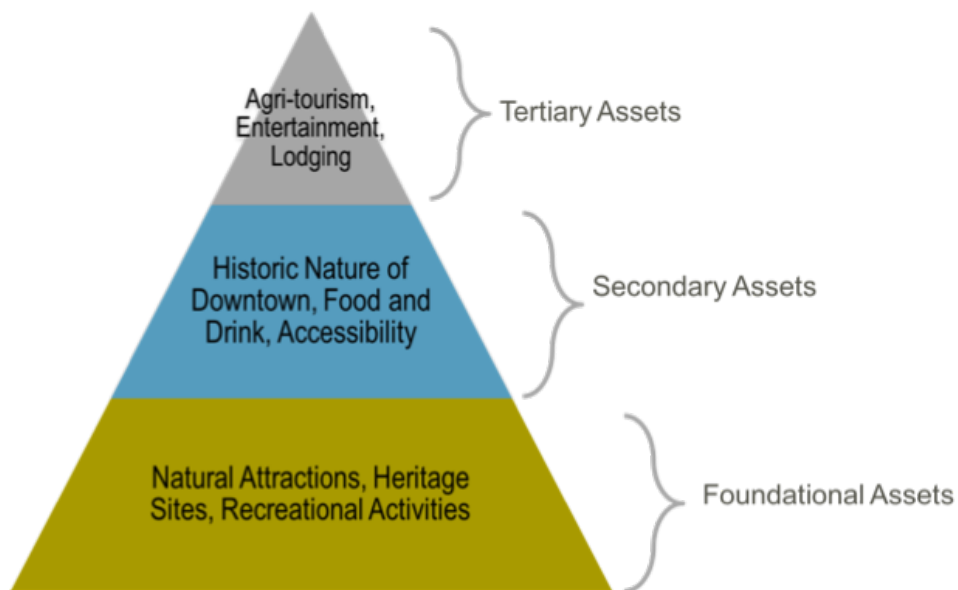 Agri-tourism,
Entertainment,
Lodging
Tertiary Assets
Historic Nature of
Downtown, Food and
Drink, Accessibility
Secondary Assets
Natural Attractions, Heritage
Sites, Recreational Activities
Foundational Assets